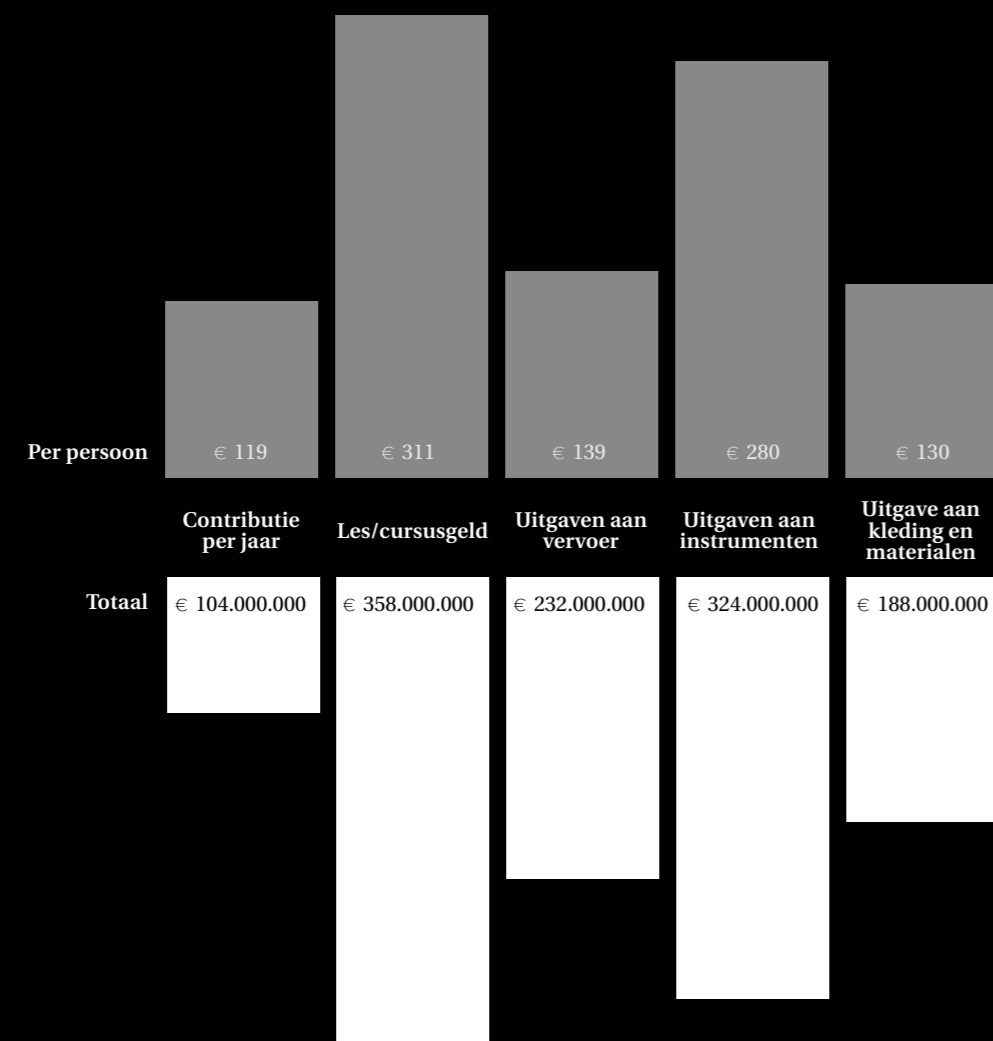 Per persoon € 119 € 311 € 139 € 280 € 130
Contributie
per jaar
Les/cursusgeld
Uitgaven aan
vervoer
Uitgaven aan
instrumenten
Uitgave aan
kleding en
materialen
Totaal € 104.000.000 € 358.000.000 € 232.000.000 € 324.000.000 € 188.000.000